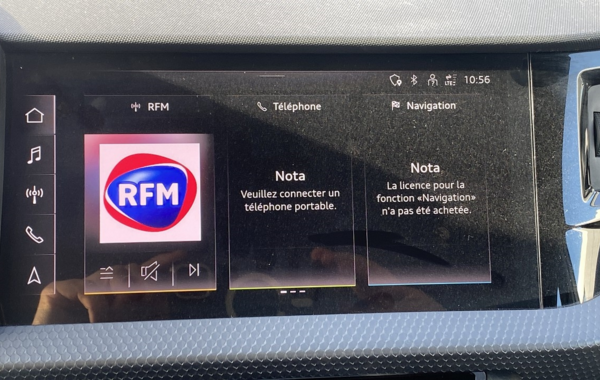 LTE
10:56
RFM
Téléphone
Navigation
RFM
Nota
Veuillez connecter un
téléphone portable.
Nota
La licence pour la
fonction «Navigation»
n'a pas été achetée.